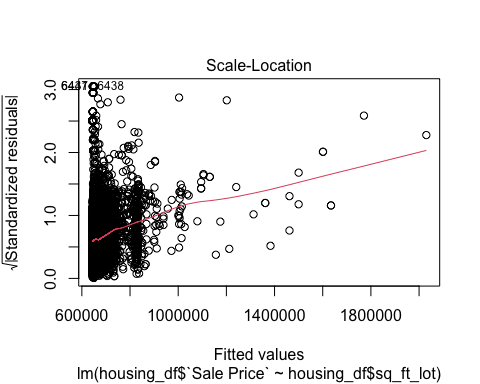 Scale-Location
6438
√|Standardized residuals|
3.0
2.0
1.0
0.0
600000 1000000 1400000 1800000
Fitted values
lm(housing_df$`Sale Price` ~ housing_df$sq_ft_lot)